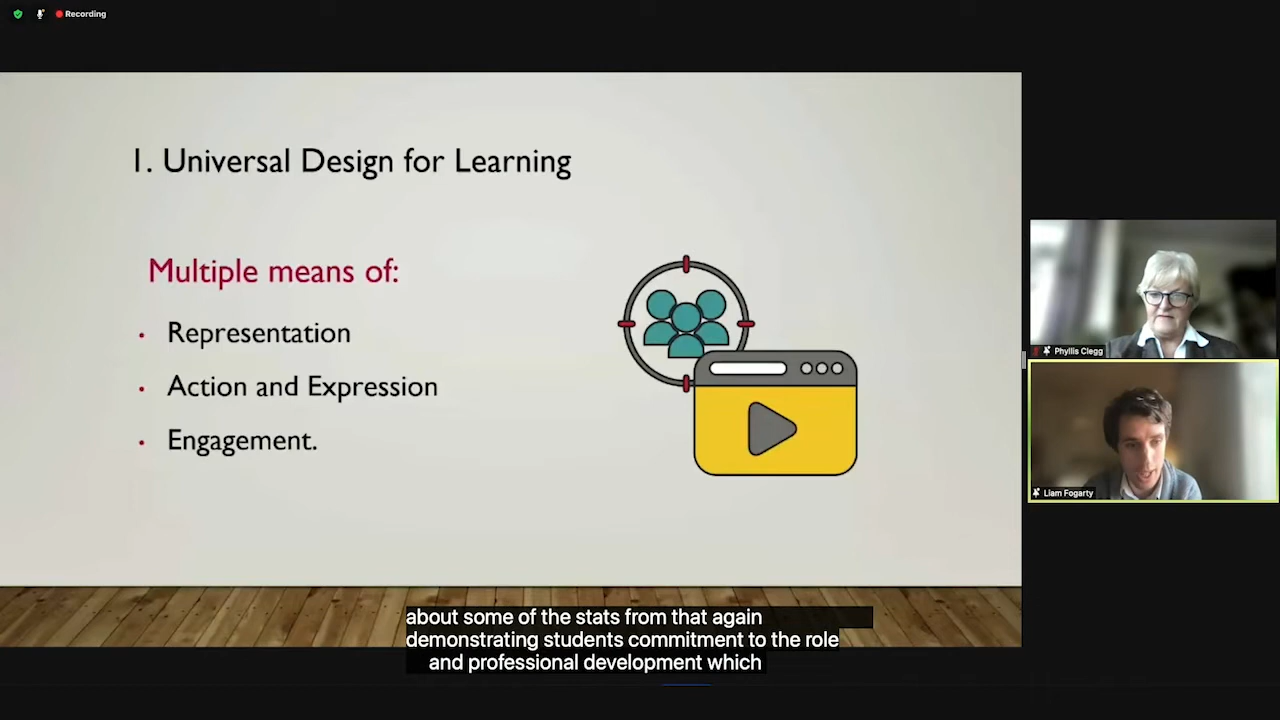 Recording
1. Universal Design for Learning
Multiple means of:
• Representation
• Action and Expression
• Engagement.
Phyllis Clegg
Liam Fogarty
about some of the stats from that again
demonstrating students commitment to the role
and professional development which